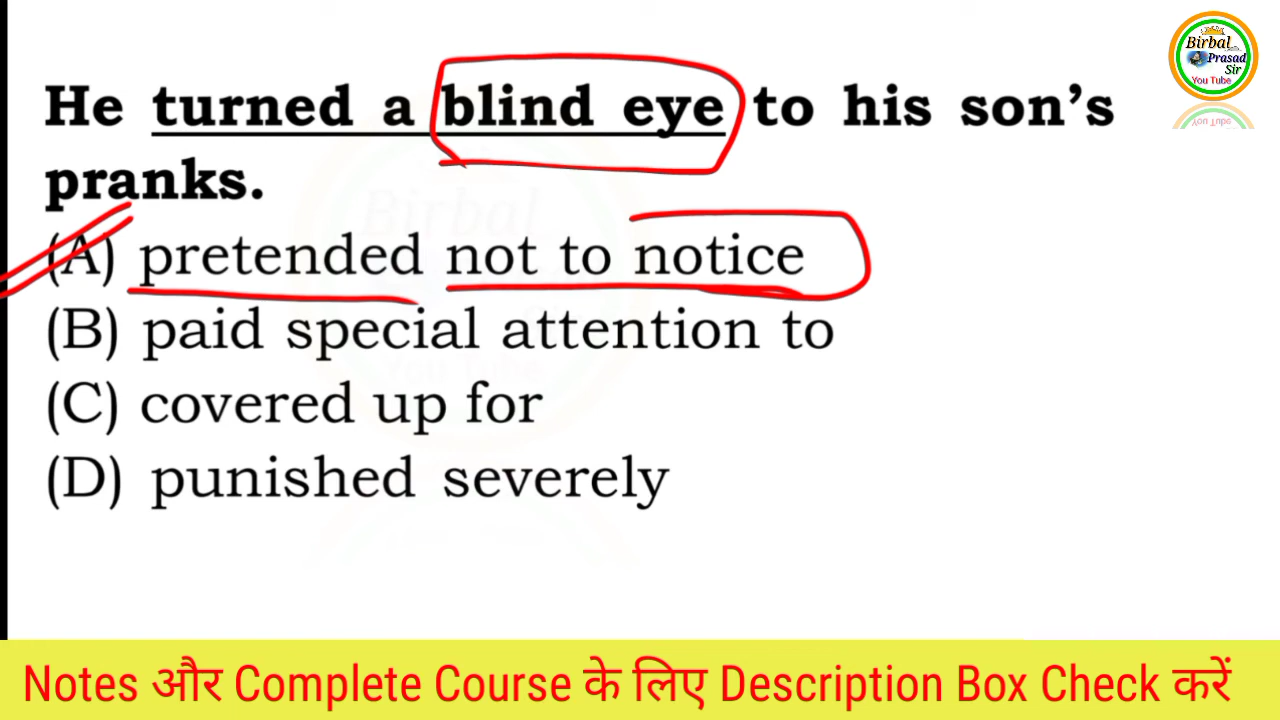 Birbal
Prasad
Sir
You Tube
He turned a blind eye to his son’s
pranks.
(A) pretended not to notice
(B) paid special attention to
(C) covered up for
(D) punished severely
Notes और Complete Course के लिए Description Box Check करें